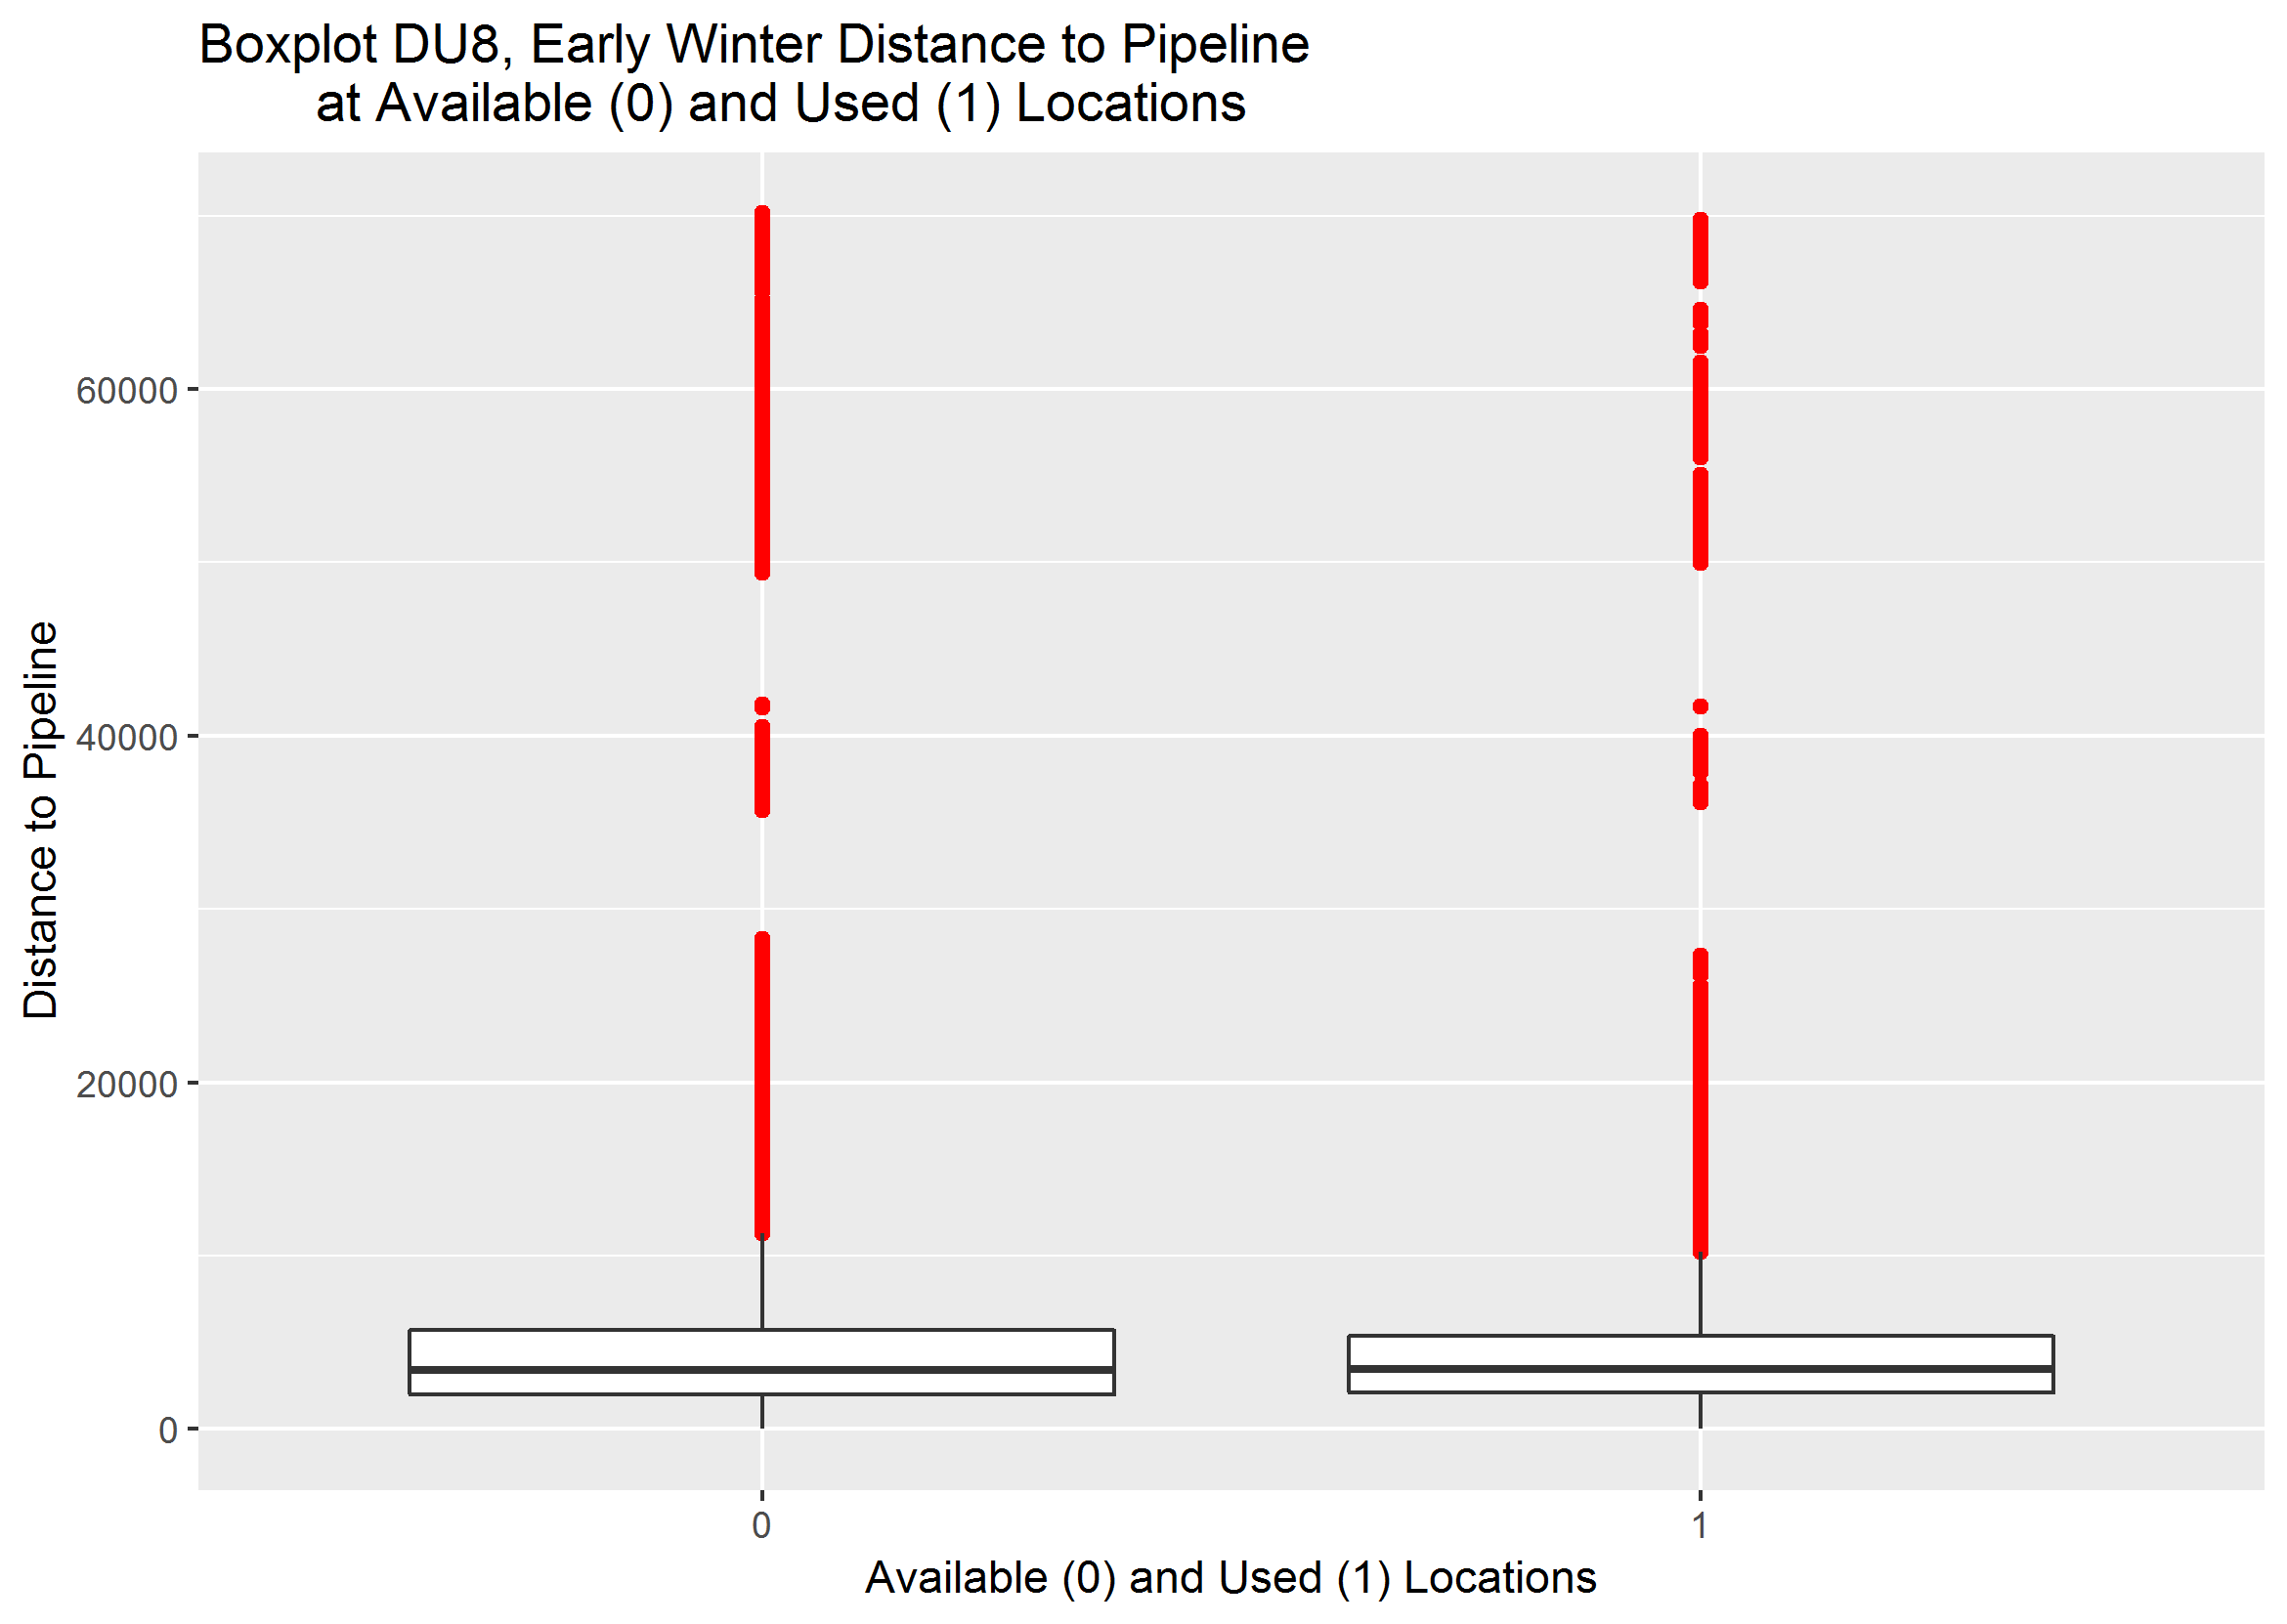 Boxplot DU8, Early Winter Distance to Pipeline
at Available (0) and Used (1) Locations
Distance to Pipeline
60000
40000
20000
0
0
1
Available (0) and Used (1) Locations